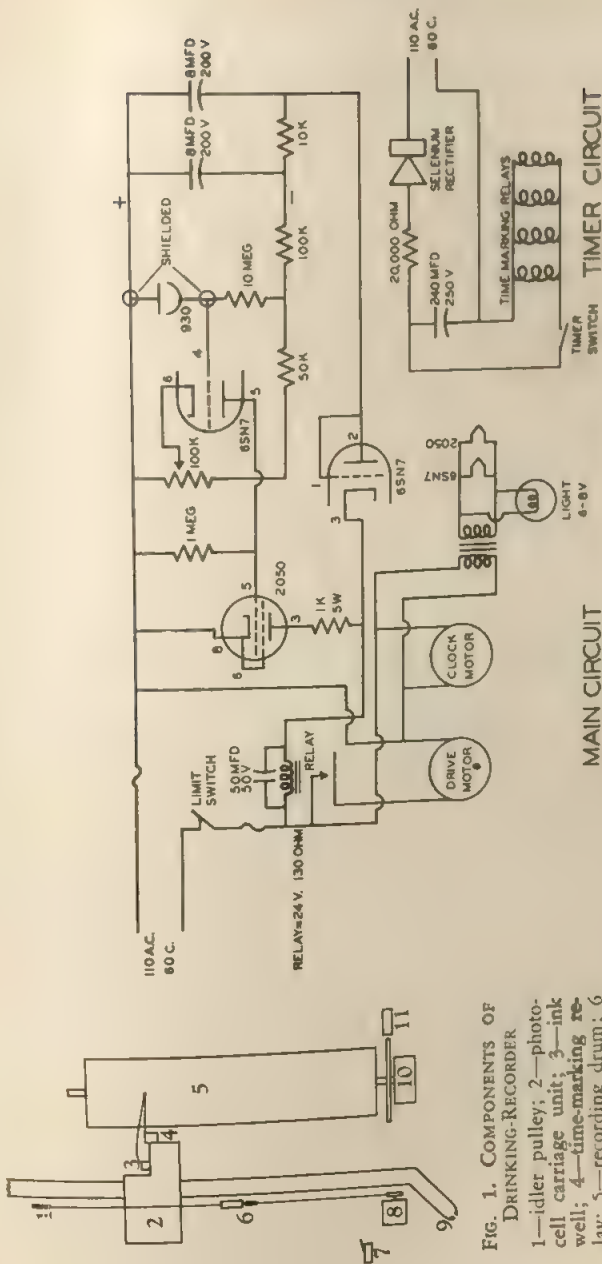 1
2
3
4
5
6
7
8
9
10
11
FIG. 1. COMPONENTS OF
DRINKING-RECORDER
1—idler pulley; 2—photo-
cell carriage unit; 3—ink
well; 4—time-marking re-
lay; 5—recording drum; 6
110 A.C.
60 C.
LIMIT
SWITCH
50 MFD
50 V
RELAY
RELAY=24 V. 130 OHM
DRIVE
MOTOR
CLOCK
MOTOR
1 MEG
100K
8
6
5
3
2050
1K
5W
6
4
5
6SN7
SHIELDED
930
10 MEG
50K
100K
10K
+
−
8MFD
200 V
8MFD
200 V
1
2
3
6SN7
6SN7
2050
LIGHT
6-8V
MAIN CIRCUIT
110 A.C.
60 C.
SELENIUM
RECTIFIER
20,000 OHM
240 MFD
250 V
TIME MARKING RELAYS
TIMER
SWITCH
TIMER CIRCUIT